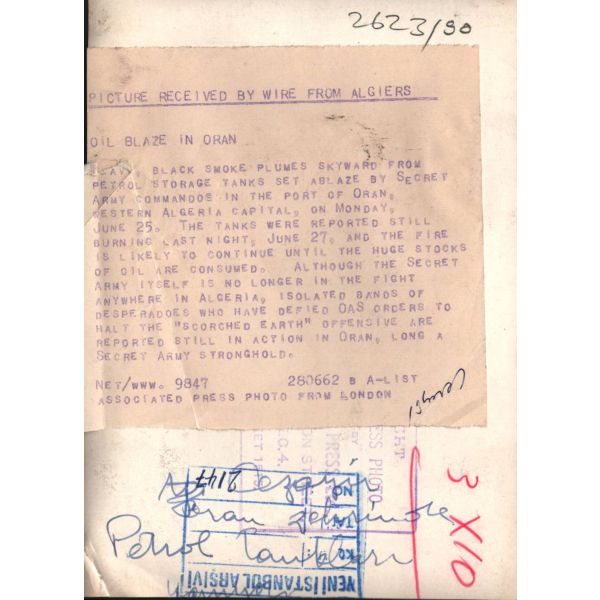 2623/90
PICTURE RECEIVED BY WIRE FROM ALGIERS
OIL BLAZE IN ORAN
BLACK SMOKE PLUMES SKYWARD FROM
PETROL STORAGE TANKS SET ABLAZE BY SECRET
ARMY COMMANDOS IN THE PORT OF ORAN,
WESTERN ALGERIA CAPITAL, ON MONDAY,
JUNE 25. THE TANKS WERE REPORTED STILL
BURNING LAST NIGHT, JUNE 27, AND THE FIRE
IS LIKELY TO CONTINUE UNTIL THE HUGE STOCKS
OF OIL ARE CONSUMED. ALTHOUGH THE SECRET
ARMY ITYSELF IS NO LONGER IN THE FIGHT
ANYWHERE IN ALGERIA, ISOLATED BANDS OF
DESPERADOES WHO HAVE DEFIED OAS ORDERS TO
HALT THE "SCORCHED EARTH" OFFENSIVE ARE
REPORTED STILL IN ACTION IN ORAN, LONG A
SECRET ARMY STRONGHOLD.
NET/WWW. 9847 280662 B A-LIST
ASSOCIATED PRESS PHOTO FROM LONDON
PRESS PHOTO
Cezayir
2147
NO
Oran
Petrol
3 X 10
YENİ İSTANBUL ARŞİVİ